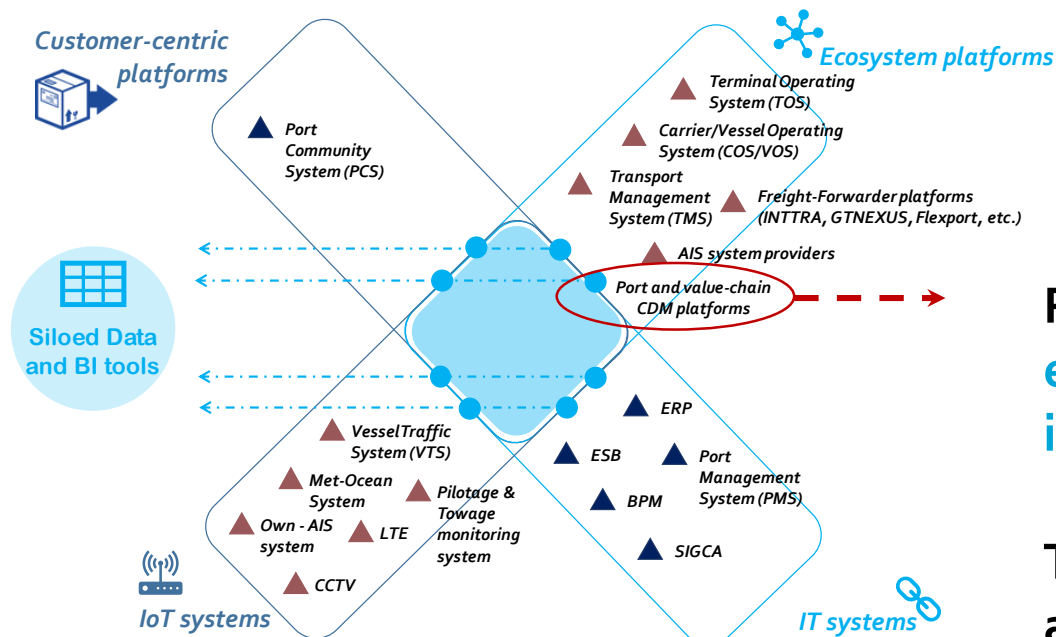 Customer-centric
platforms
Ecosystem platforms
Terminal Operating
System (TOS)
Port
Community
System (PCS)
Carrier/Vessel Operating
System (COS/VOS)
Transport
Management
System (TMS)
Freight-Forwarder platforms
(INTTRA, GTNEXUS, Flexport, etc.)
AIS system providers
Port and value-chain
CDM platforms
Siloed Data
and BI tools
Vessel Traffic
System (VTS)
Met-Ocean
System
Own - AIS
system
LTE
Pilotage &
Towage
monitoring
system
CCTV
ERP
ESB
Port
Management
System (PMS)
BPM
SIGCA
IoT systems
IT systems